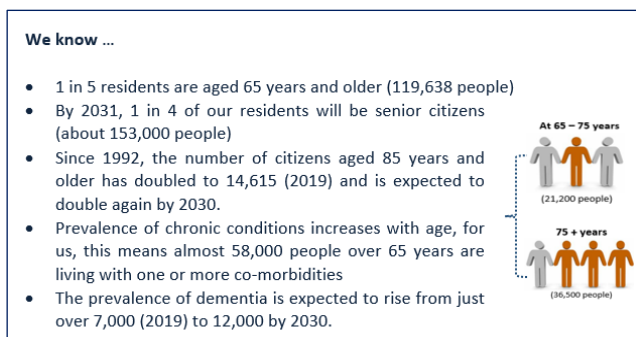 We know ...
• 1 in 5 residents are aged 65 years and older (119,638 people)
• By 2031, 1 in 4 of our residents will be senior citizens
(about 153,000 people)
• Since 1992, the number of citizens aged 85 years and
older has doubled to 14,615 (2019) and is expected to
double again by 2030.
• Prevalence of chronic conditions increases with age, for
us, this means almost 58,000 people over 65 years are
living with one or more co-morbidities
• The prevalence of dementia is expected to rise from just
over 7,000 (2019) to 12,000 by 2030.
At 65 – 75 years
(21,200 people)
75 + years
(36,500 people)